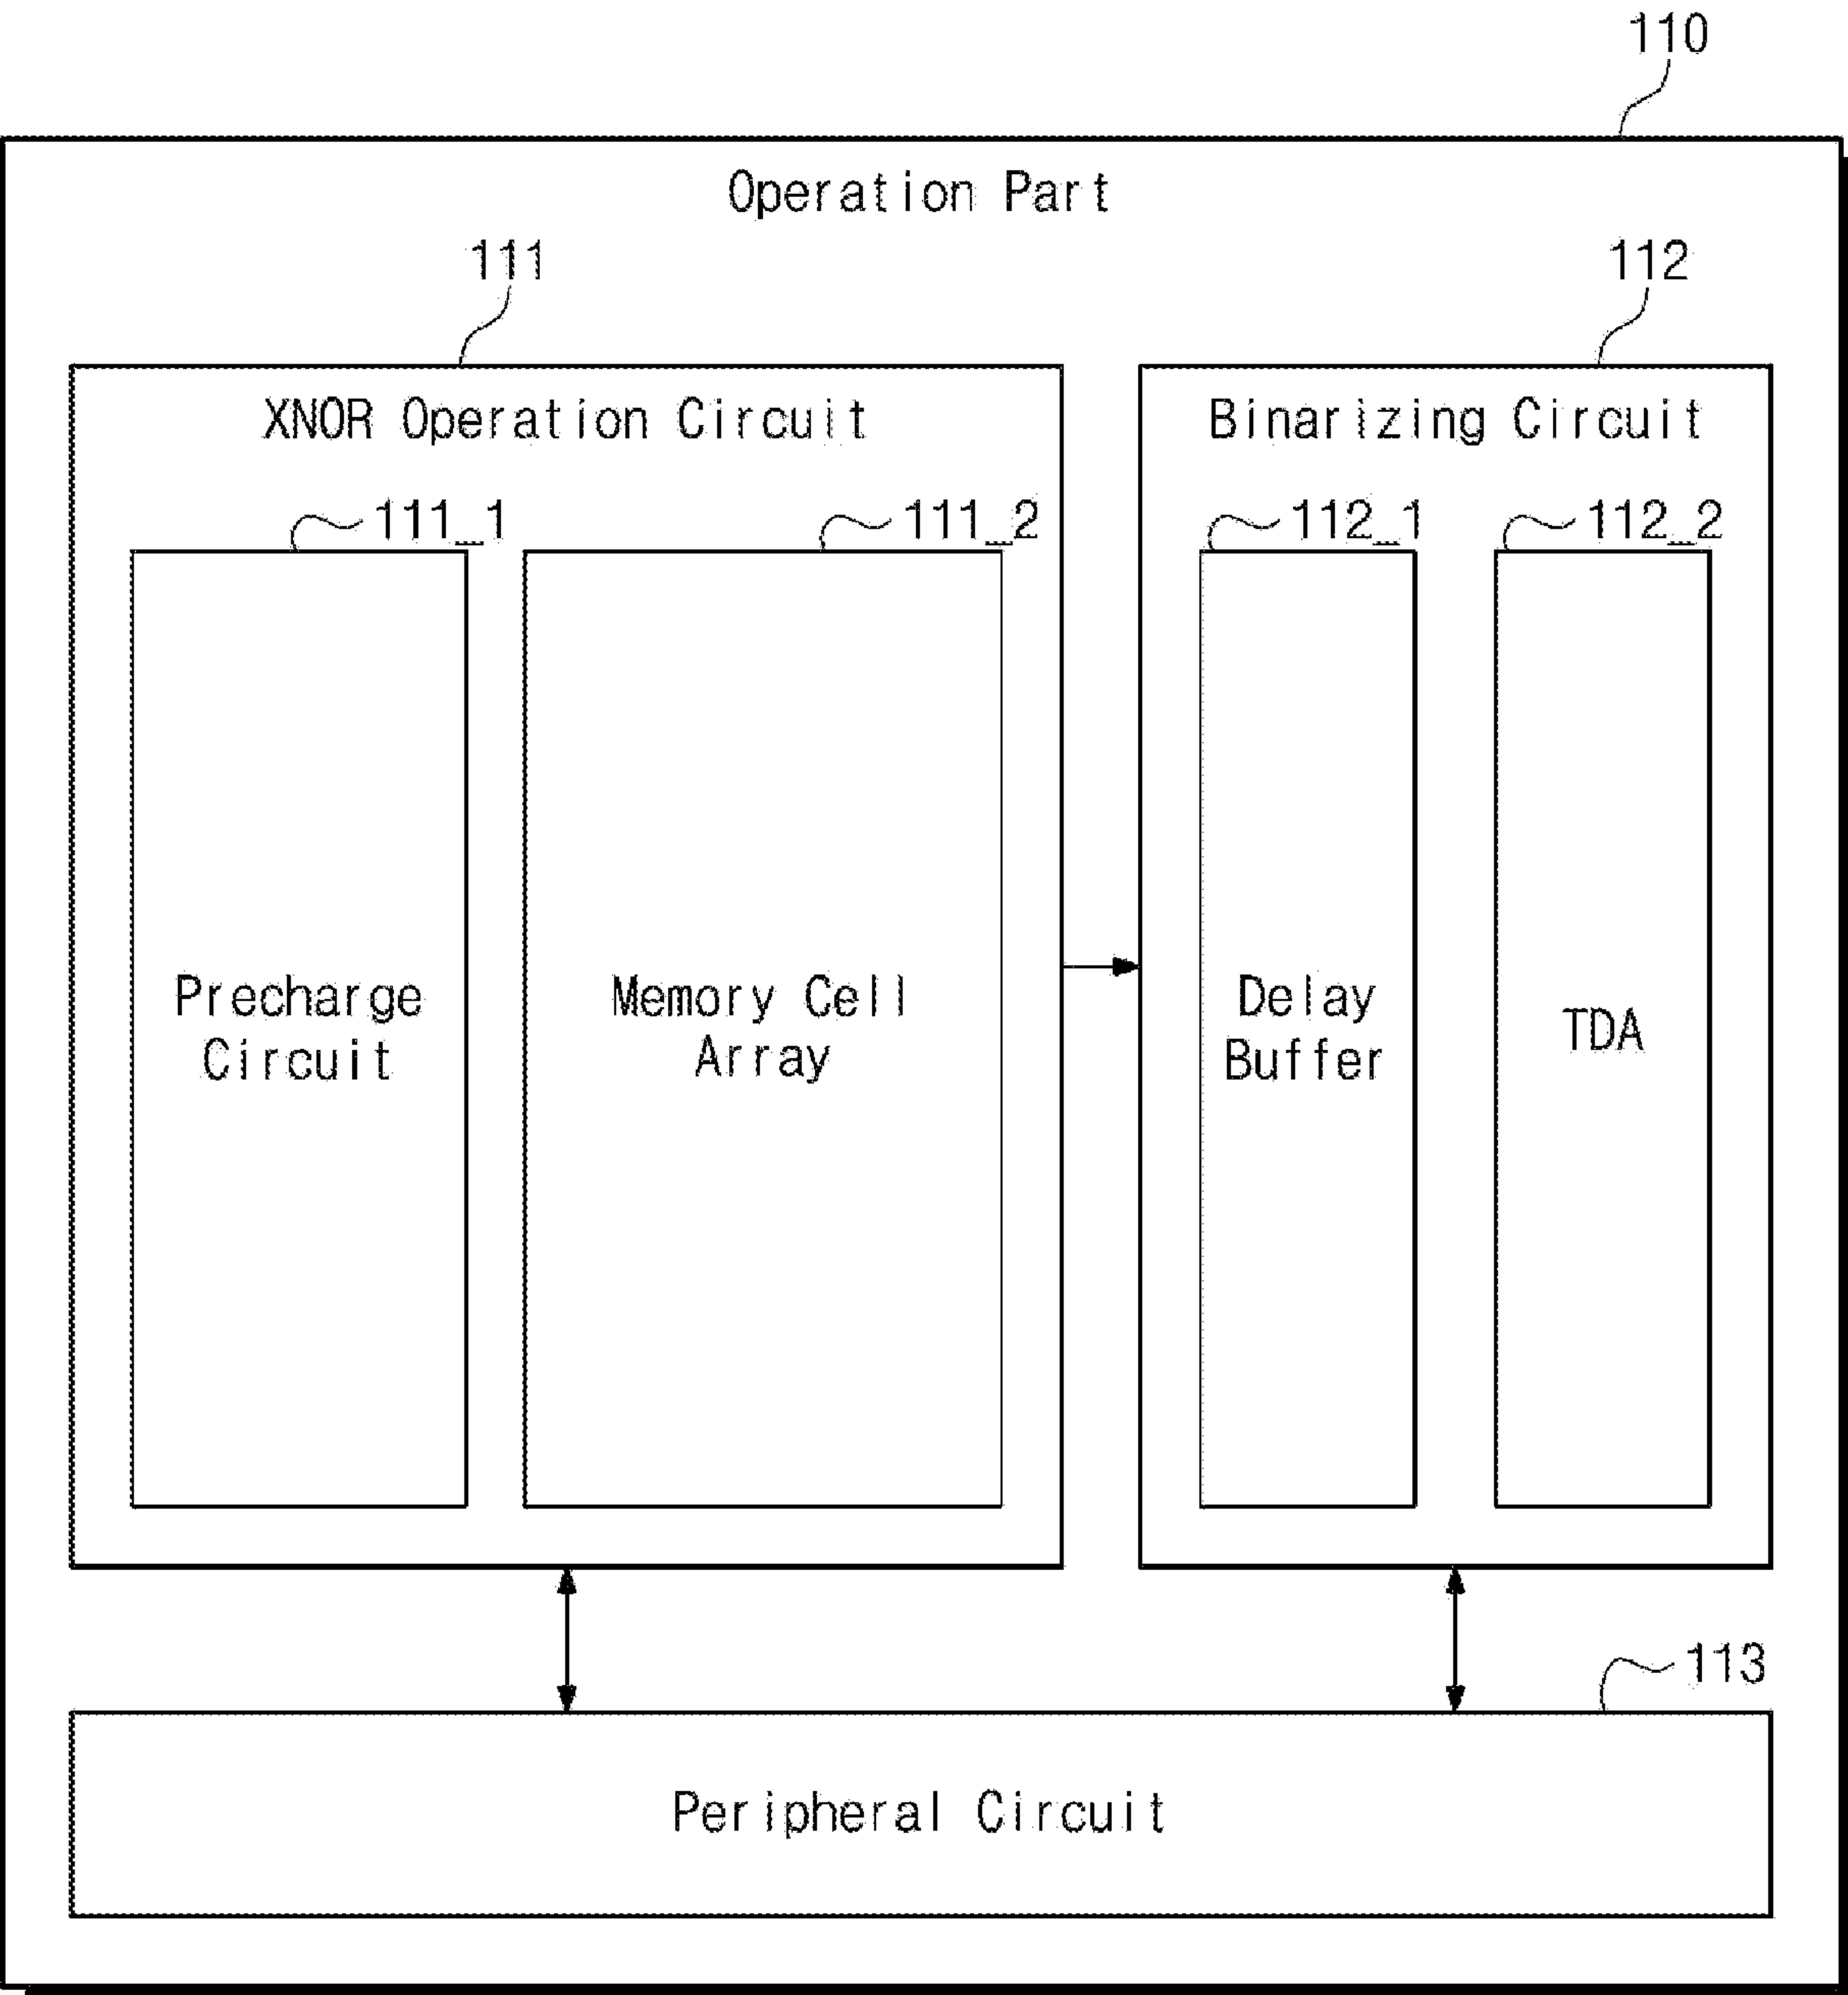 110
Operation Part
111
112
XNOR Operation Circuit
Binarizing Circuit
111_1
111_2
112_1
112_2
Precharge
Circuit
Memory Cell
Array
Delay
Buffer
TDA
113
Peripheral Circuit